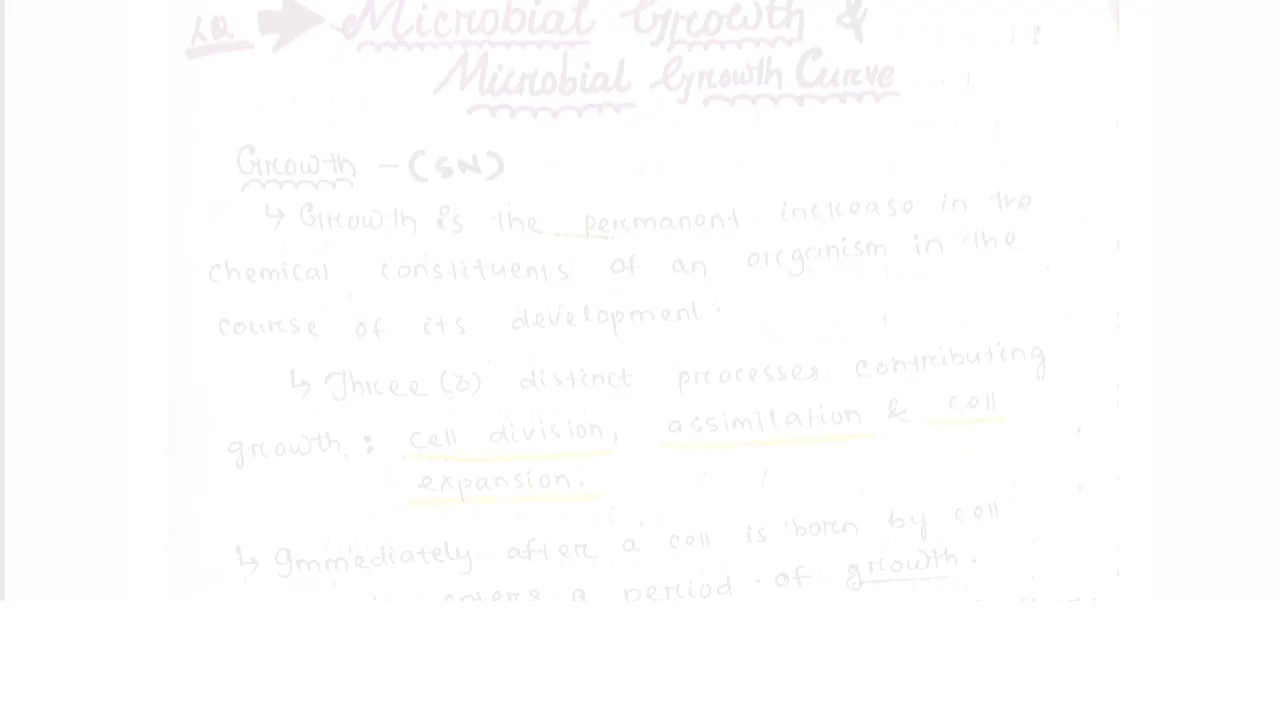 LQ → Microbial Growth &
Microbial Growth Curve
Growth - (SN)
↳ Growth is the permanent increase in the
chemical constituents of an organism in the
course of its development.
↳ Three (3) distinct processes contributing
growth : cell division, assimilation & cell
expansion.
↳ Immediately after a cell is born by cell
enters a period of growth.